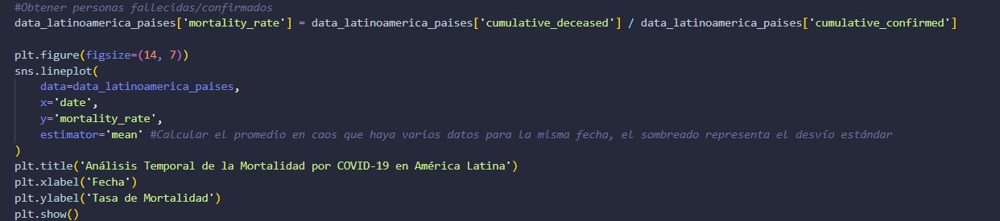 #Obtener personas fallecidas/confirmados
data_latinoamerica_paises['mortality_rate'] = data_latinoamerica_paises['cumulative_deceased'] / data_latinoamerica_paises['cumulative_confirmed']

plt.figure(figsize=(14, 7))
sns.lineplot(
    data=data_latinoamerica_paises,
    x='date',
    y='mortality_rate',
    estimator='mean' #Calcular el promedio en caos que haya varios datos para la misma fecha, el sombreado representa el desvío estándar
)
plt.title('Análisis Temporal de la Mortalidad por COVID-19 en América Latina')
plt.xlabel('Fecha')
plt.ylabel('Tasa de Mortalidad')
plt.show()